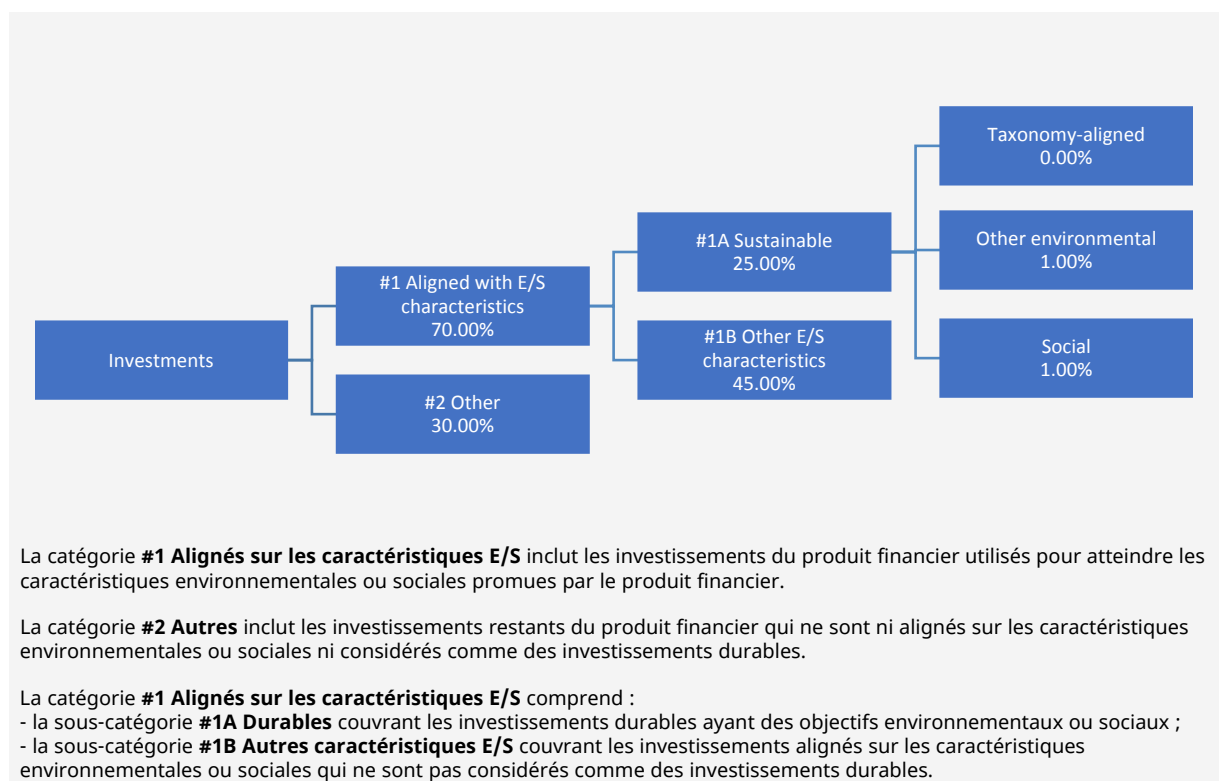 Investments
#1 Aligned with E/S
characteristics
70.00%
#2 Other
30.00%
#1A Sustainable
25.00%
#1B Other E/S
characteristics
45.00%
Taxonomy-aligned
0.00%
Other environmental
1.00%
Social
1.00%
La catégorie #1 Alignés sur les caractéristiques E/S inclut les investissements du produit financier utilisés pour atteindre les
caractéristiques environnementales ou sociales promues par le produit financier.
La catégorie #2 Autres inclut les investissements restants du produit financier qui ne sont ni alignés sur les caractéristiques
environnementales ou sociales ni considérés comme des investissements durables.
La catégorie #1 Alignés sur les caractéristiques E/S comprend :
- la sous-catégorie #1A Durables couvrant les investissements durables ayant des objectifs environnementaux ou sociaux ;
- la sous-catégorie #1B Autres caractéristiques E/S couvrant les investissements alignés sur les caractéristiques
environnementales ou sociales qui ne sont pas considérés comme des investissements durables.